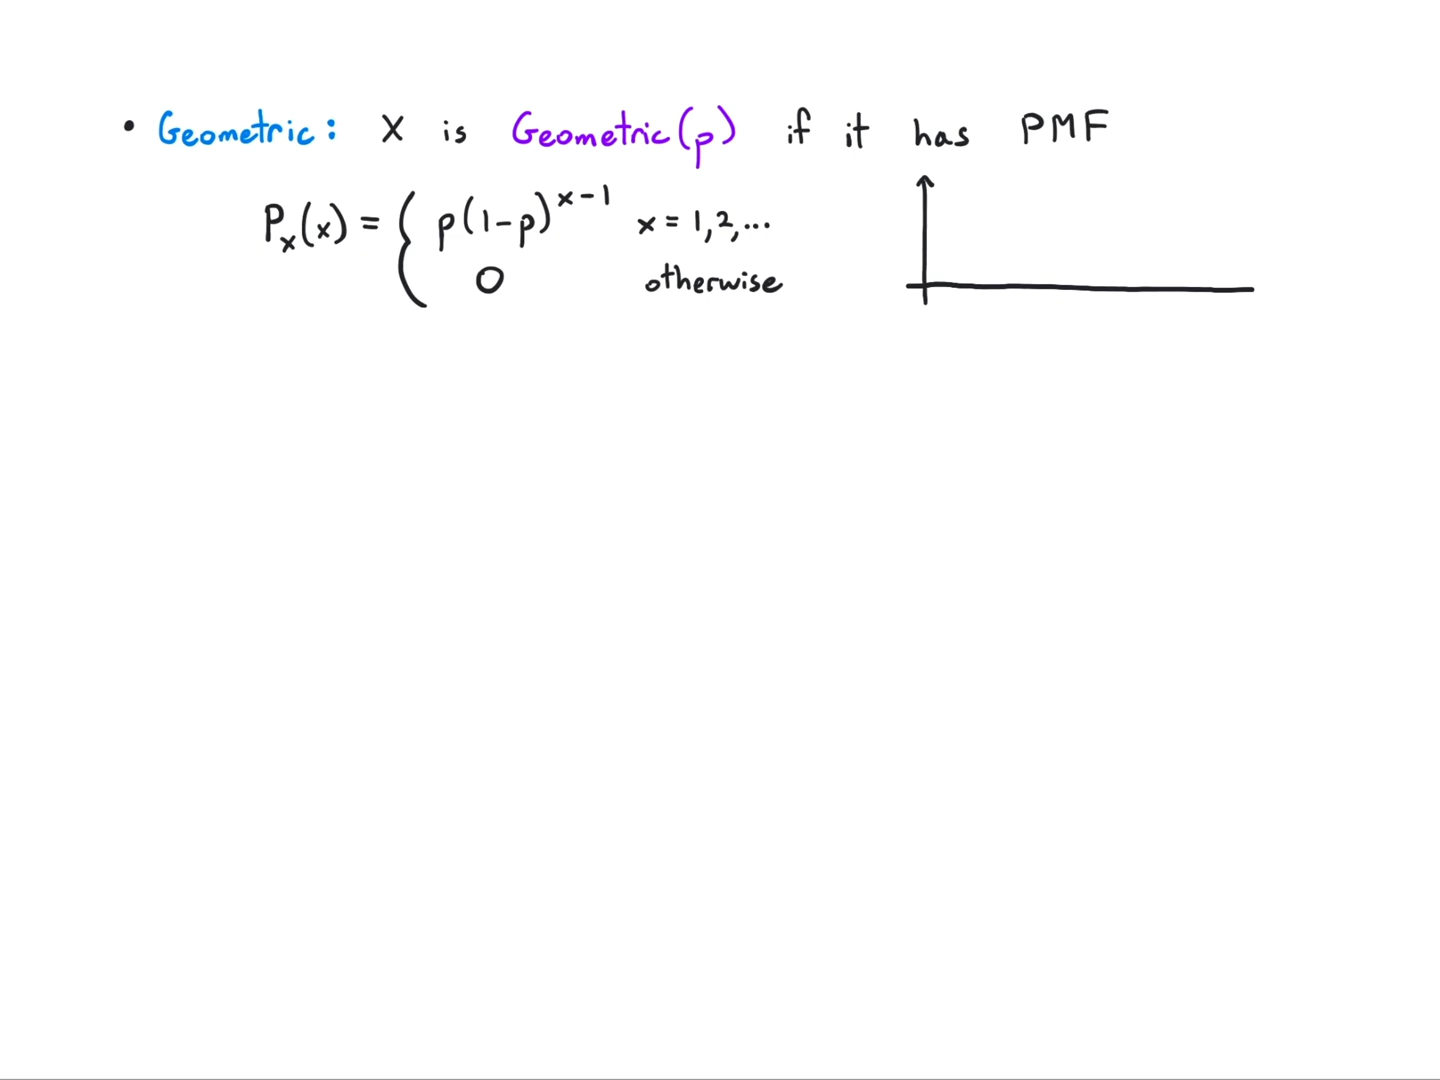 • Geometric: X is Geometric(p) if it has PMF
Pₓ(x) = { p(1-p)^(x-1) x = 1,2,...
0 otherwise